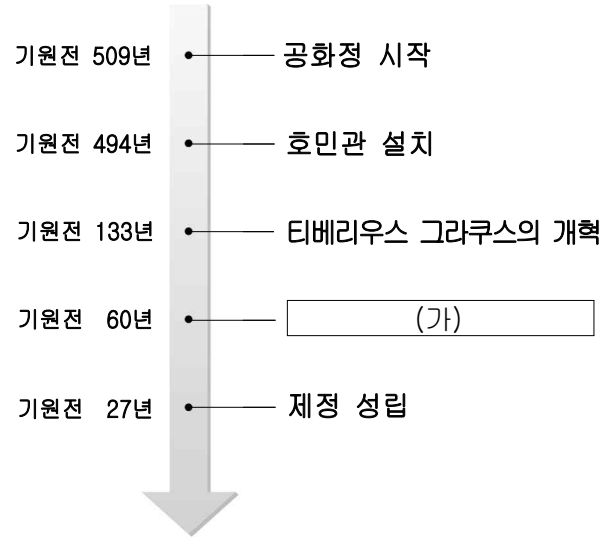 기원전 509년 공화정 시작
기원전 494년 호민관 설치
기원전 133년 티베리우스 그라쿠스의 개혁
기원전 60년 (가)
기원전 27년 제정 성립